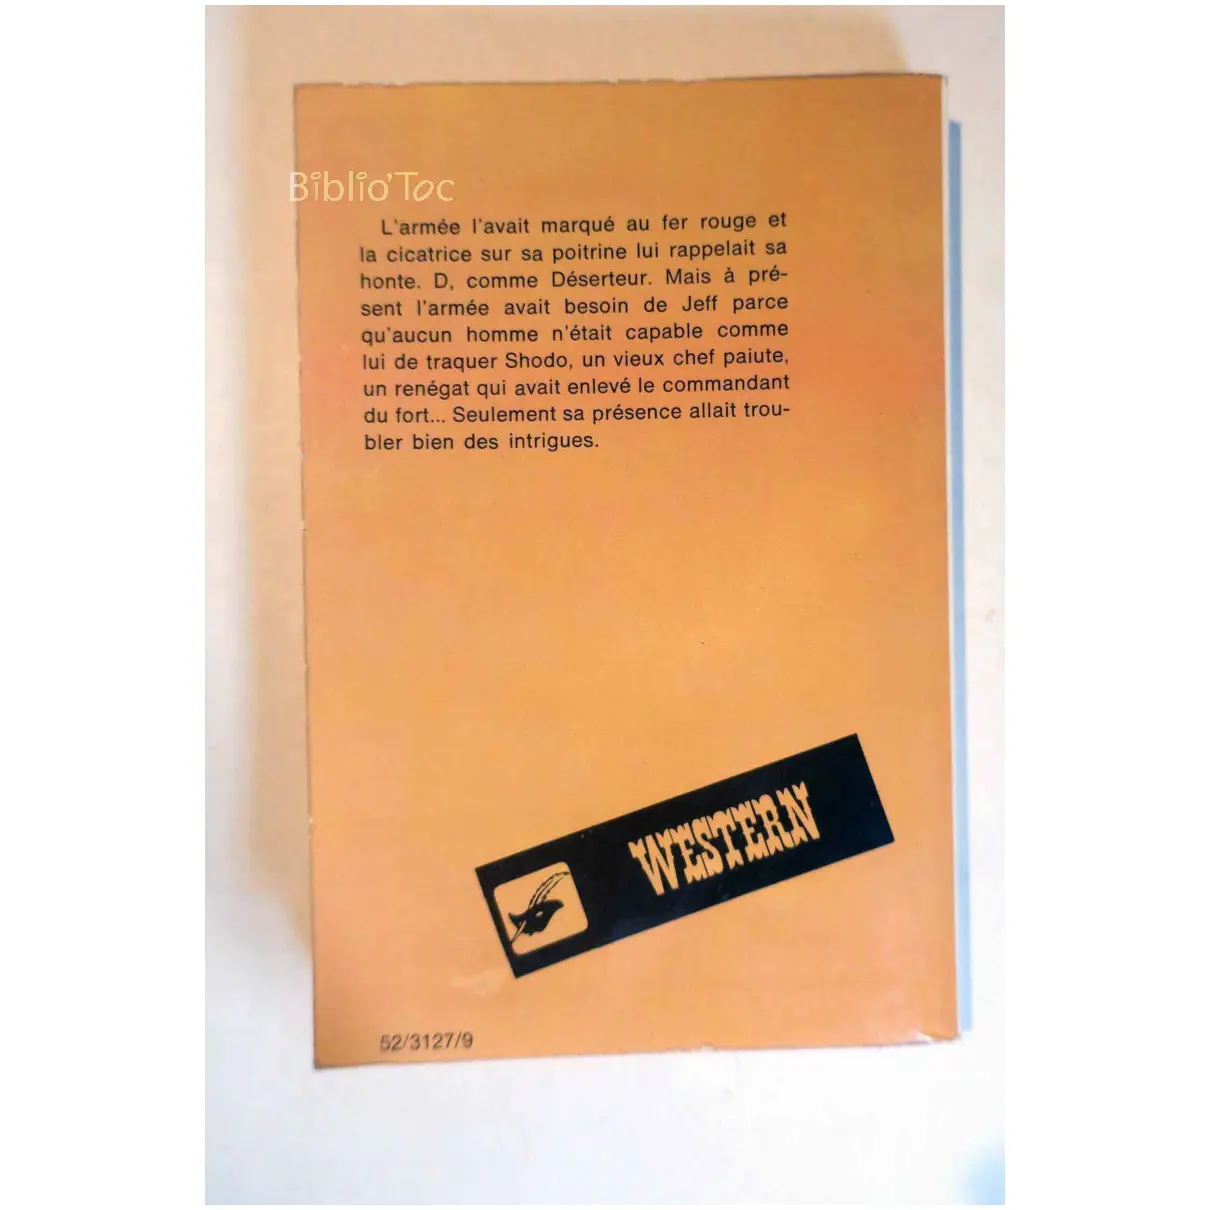 Biblio'Toc
L'armée l'avait marqué au fer rouge et
la cicatrice sur sa poitrine lui rappelait sa
honte. D, comme Déserteur. Mais à pré-
sent l'armée avait besoin de Jeff parce
qu'aucun homme n'était capable comme
lui de traquer Shodo, un vieux chef paiute,
un renégat qui avait enlevé le commandant
du fort... Seulement sa présence allait trou-
bler bien des intrigues.
WESTERN
52/3127/9